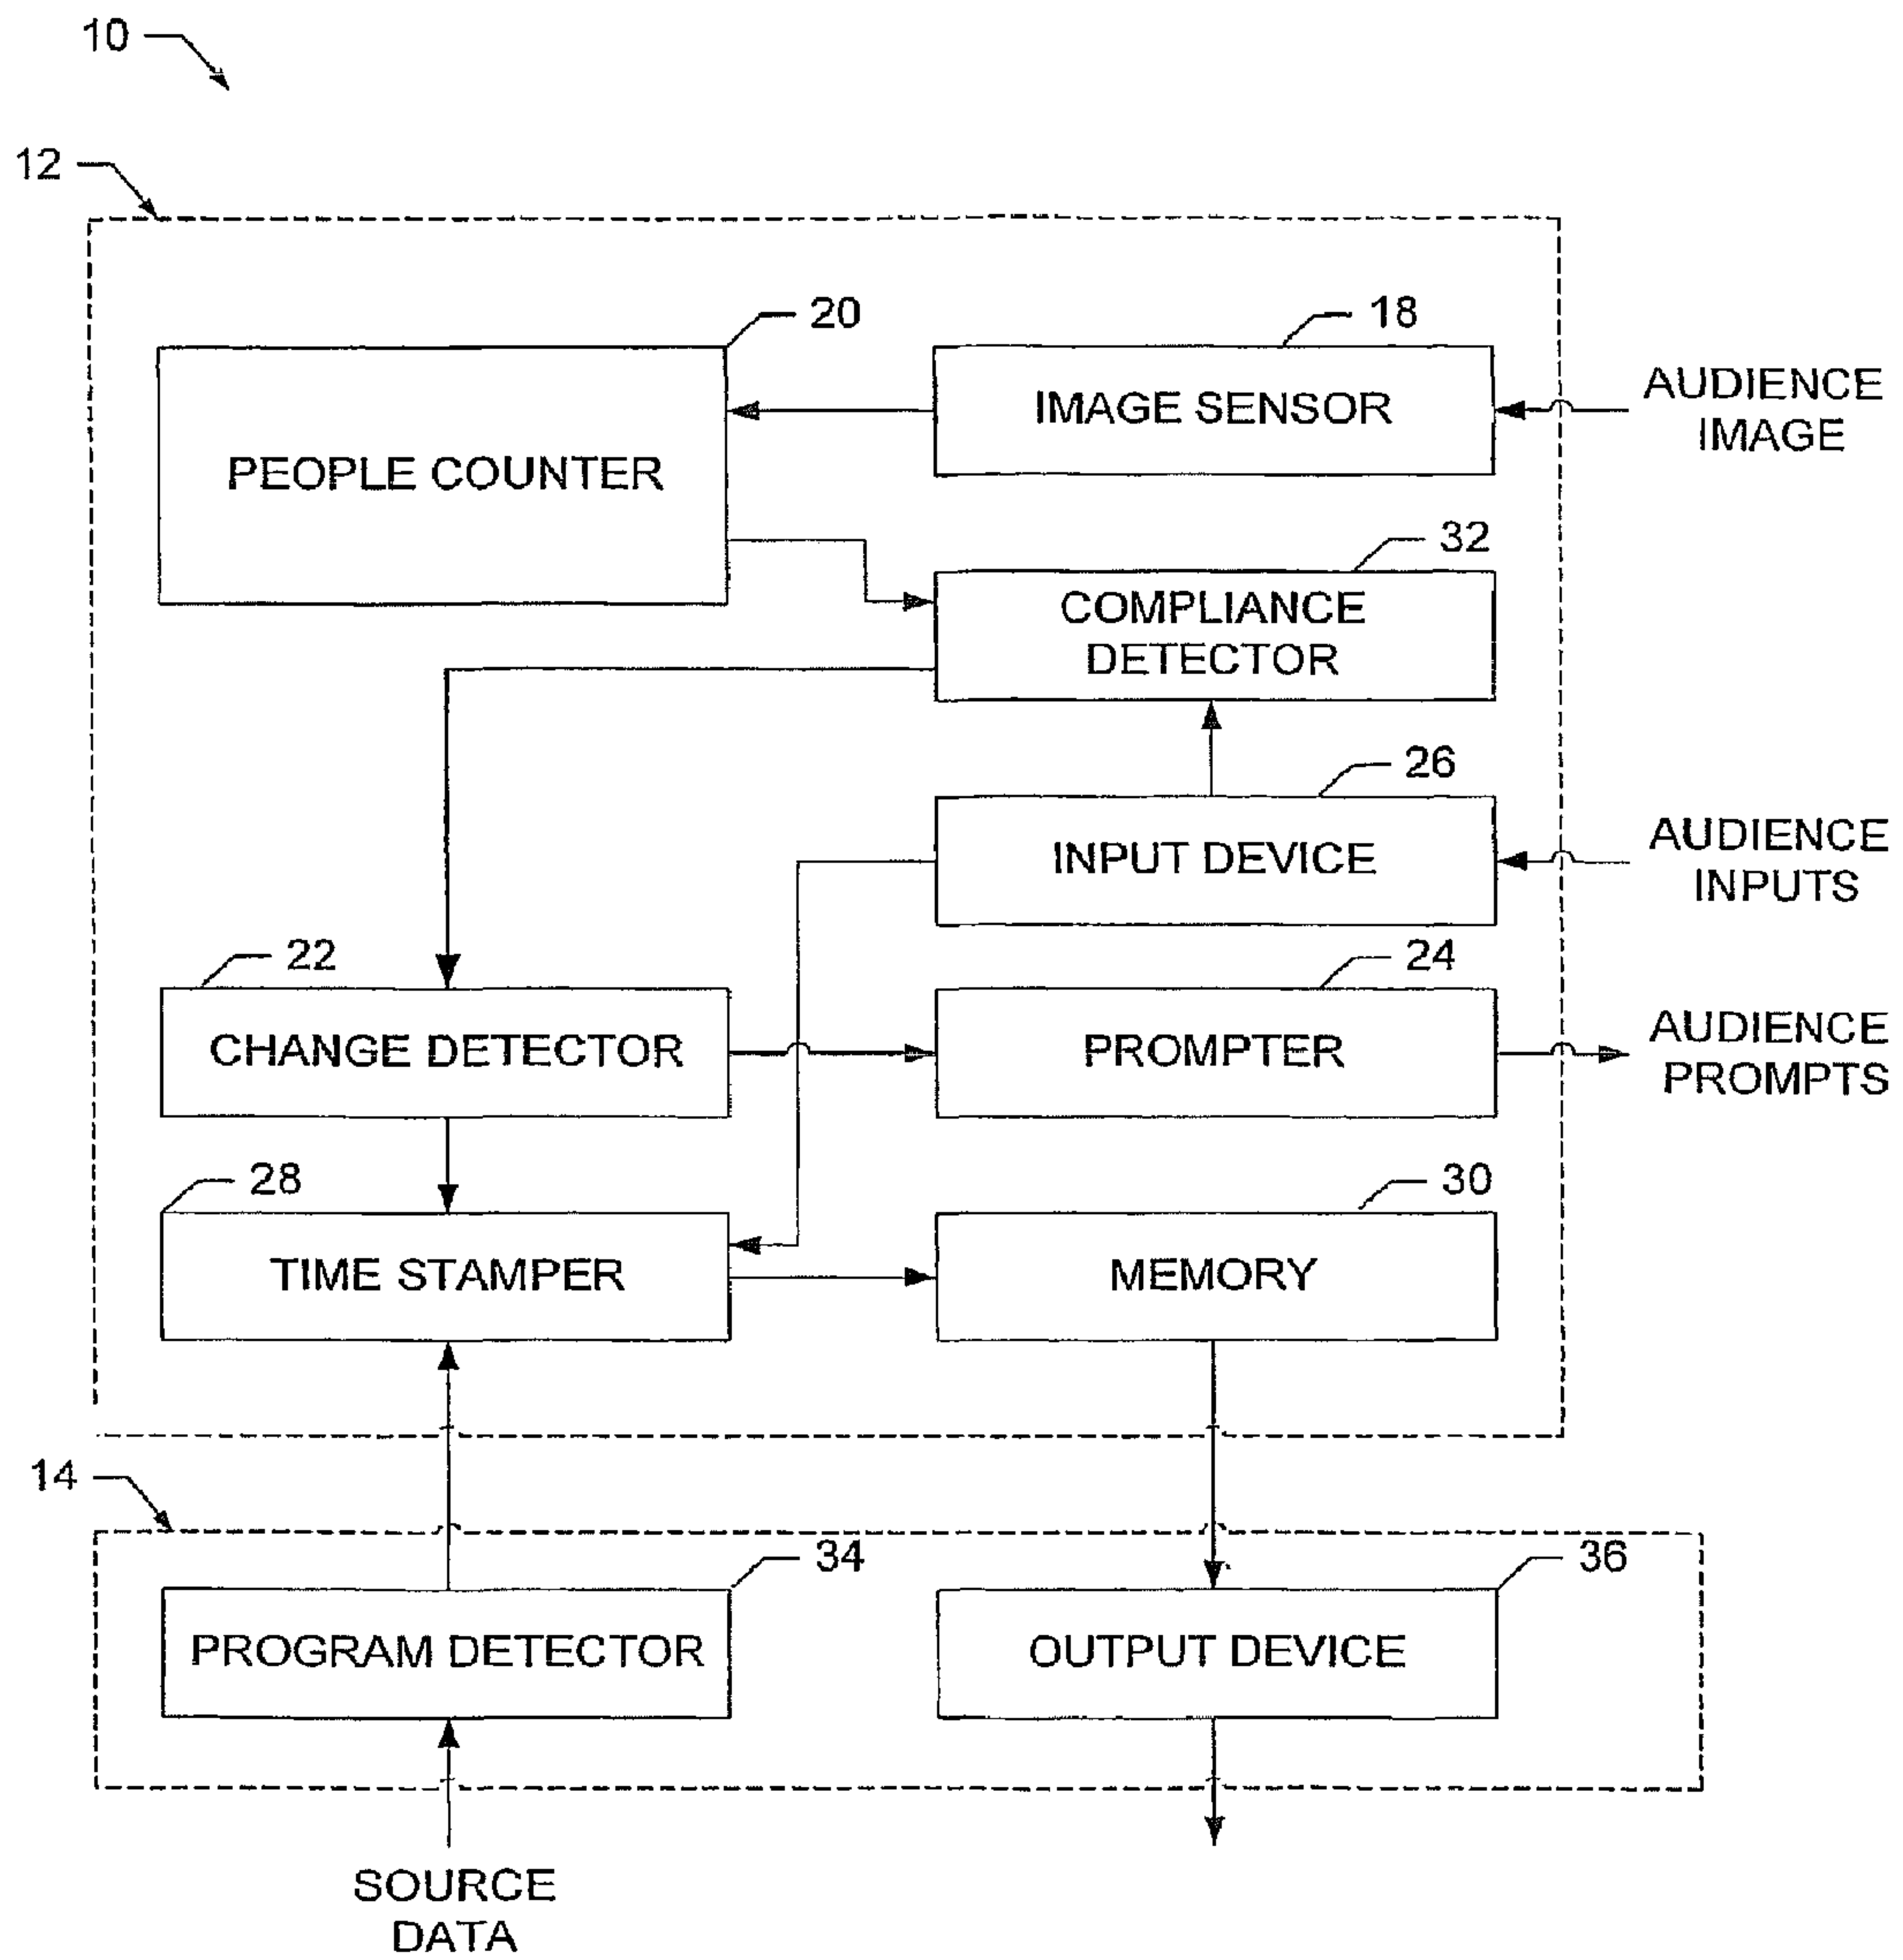 10
12
20
18
PEOPLE COUNTER
IMAGE SENSOR
AUDIENCE
IMAGE
32
COMPLIANCE
DETECTOR
26
INPUT DEVICE
AUDIENCE
INPUTS
22
24
CHANGE DETECTOR
PROMPTER
AUDIENCE
PROMPTS
28
30
TIME STAMPER
MEMORY
14
34
36
PROGRAM DETECTOR
OUTPUT DEVICE
SOURCE
DATA